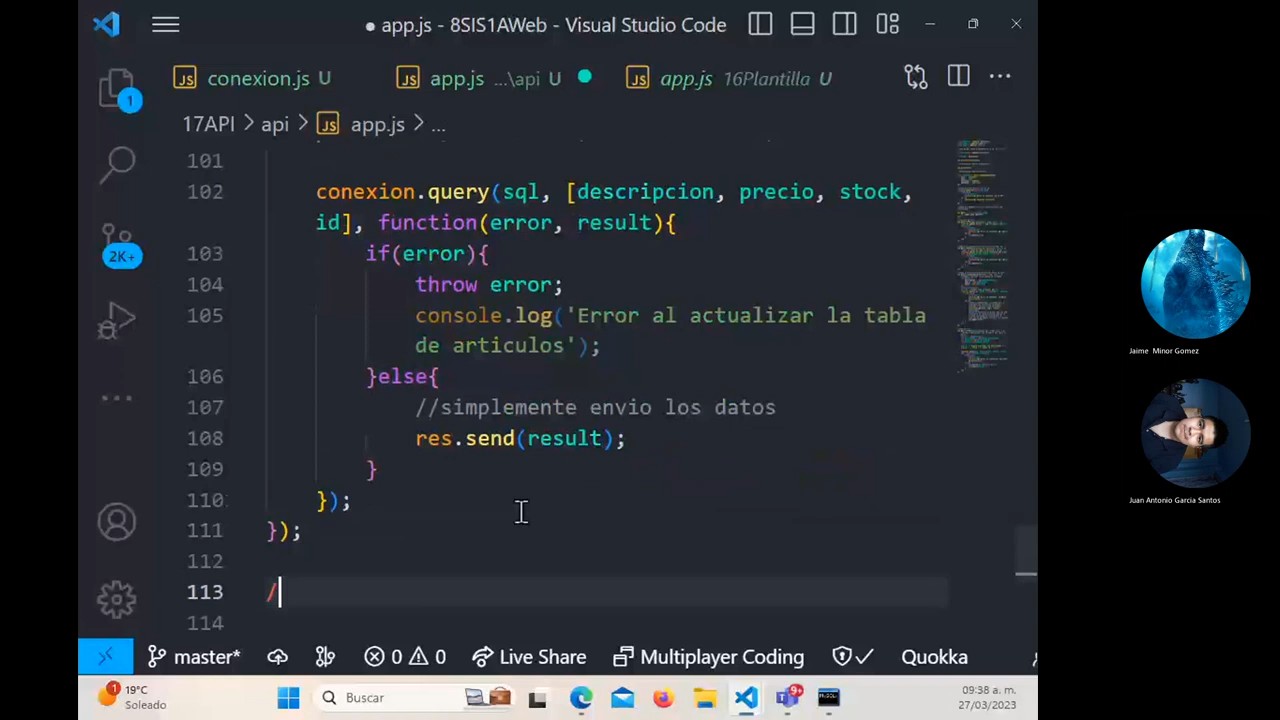 ● app.js - 8SIS1AWeb - Visual Studio Code
conexion.js U
app.js ...\api U
app.js 16Plantilla U
17API > api > app.js > ...
101
102 conexion.query(sql, [descripcion, precio, stock,
id], function(error, result){
103 if(error){
104 throw error;
105 console.log('Error al actualizar la tabla
de articulos');
106 }else{
107 //simplemente envio los datos
108 res.send(result);
109 }
110 });
111 });
112
113 /
114
1
2K+
master* 0 0 Live Share Multiplayer Coding Quokka
1 19°C
Soleado
Buscar
9+
09:38 a. m.
27/03/2023
Jaime Minor Gomez
Juan Antonio Garcia Santos